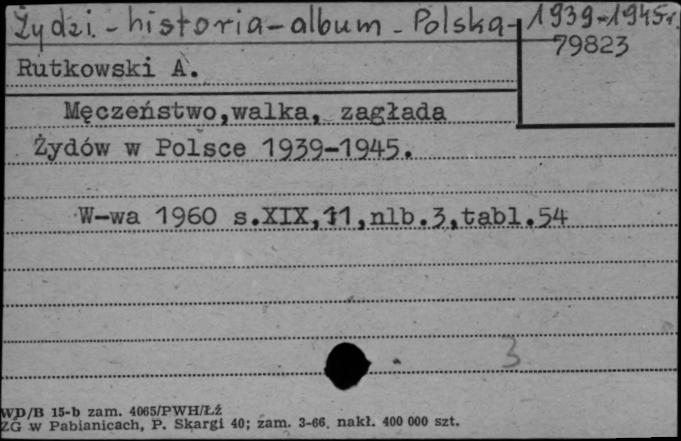 Żydzi. - historia - album - Polska - 1939-1945r.
79823
Rutkowski A.
Męczeństwo,walka, zagłada
Żydów w Polsce 1939-1945.
W-wa 1960 s.XIX,11,nlb.3,tabl.54
3
WD/B 15-b zam. 4065/PWH/Łź
ZG w Pabianicach, P. Skargi 40; zam. 3-66. nakł. 400 000 szt.